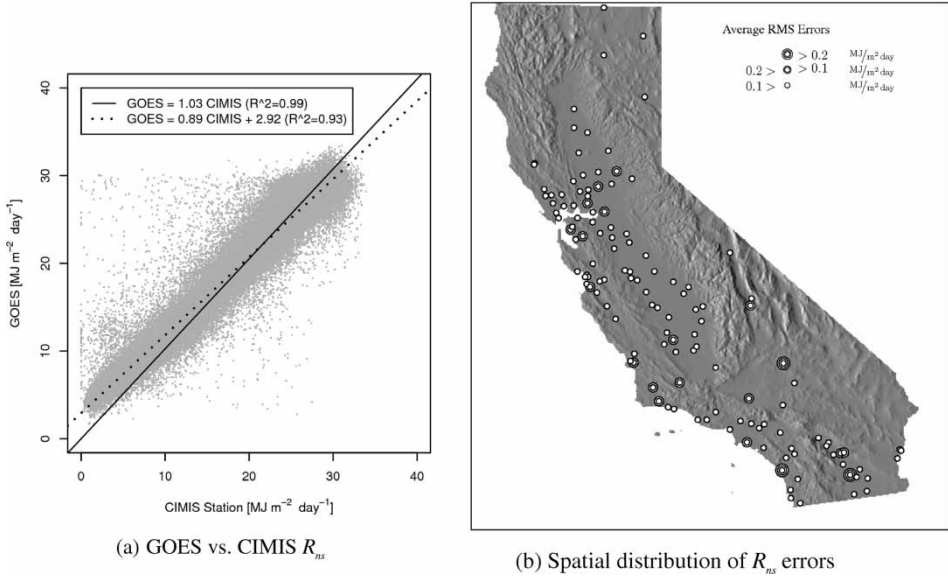 GOES = 1.03 CIMIS (R^2=0.99)
GOES = 0.89 CIMIS + 2.92 (R^2=0.93)
GOES [MJ m⁻² day⁻¹]
0
10
20
30
40
0
10
20
30
40
CIMIS Station [MJ m⁻² day⁻¹]
(a) GOES vs. CIMIS Rₙₛ
Average RMS Errors
> 0.2 MJ/m² day
0.2 > > 0.1 MJ/m² day
0.1 > MJ/m² day
(b) Spatial distribution of Rₙₛ errors